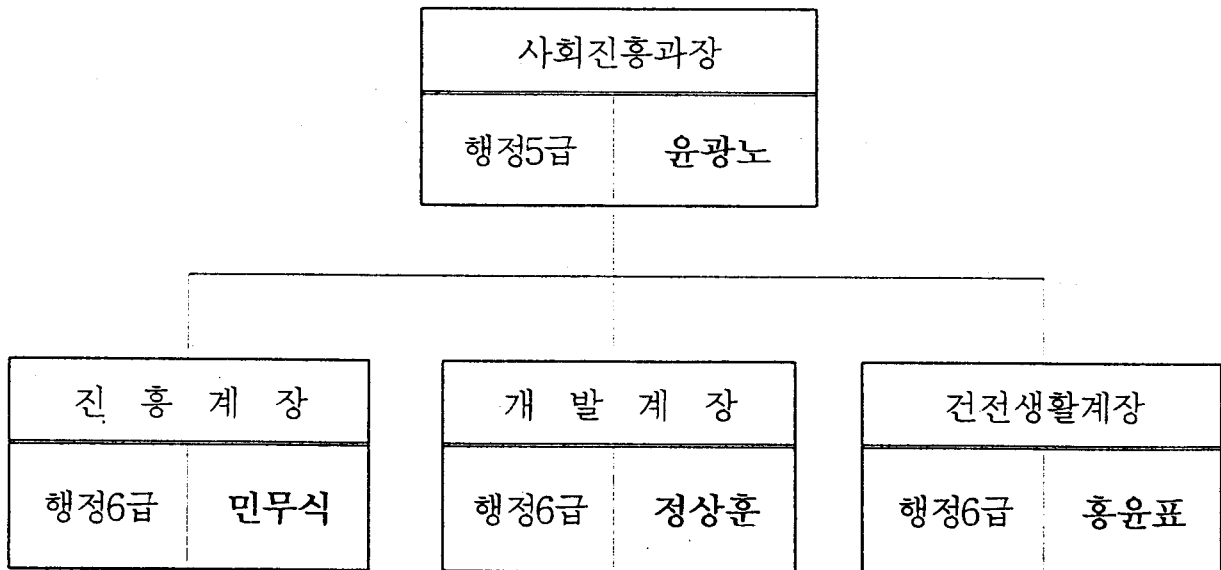 사회진흥과장
행정5급 윤광노
진 흥 계 장
행정6급 민무식
개 발 계 장
행정6급 정상훈
건전생활계장
행정6급 홍윤표